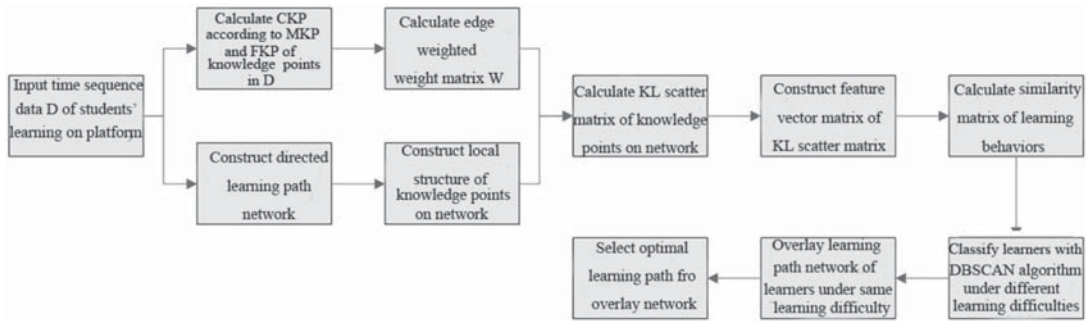 Input time sequence
data D of students'
learning on platform
Calculate CKP
according to MKP
and FKP of
knowledge points
in D
Calculate edge
weighted
weight matrix W
Construct directed
learning path
network
Construct local
structure of
knowledge points
on network
Calculate KL scatter
matrix of knowledge
points on network
Construct feature
vector matrix of
KL scatter matrix
Calculate similarity
matrix of learning
behaviors
Classify learners with
DBSCAN algorithm
under different
learning difficulties
Overlay learning
path network of
learners under same
learning difficulty
Select optimal
learning path fro
overlay network